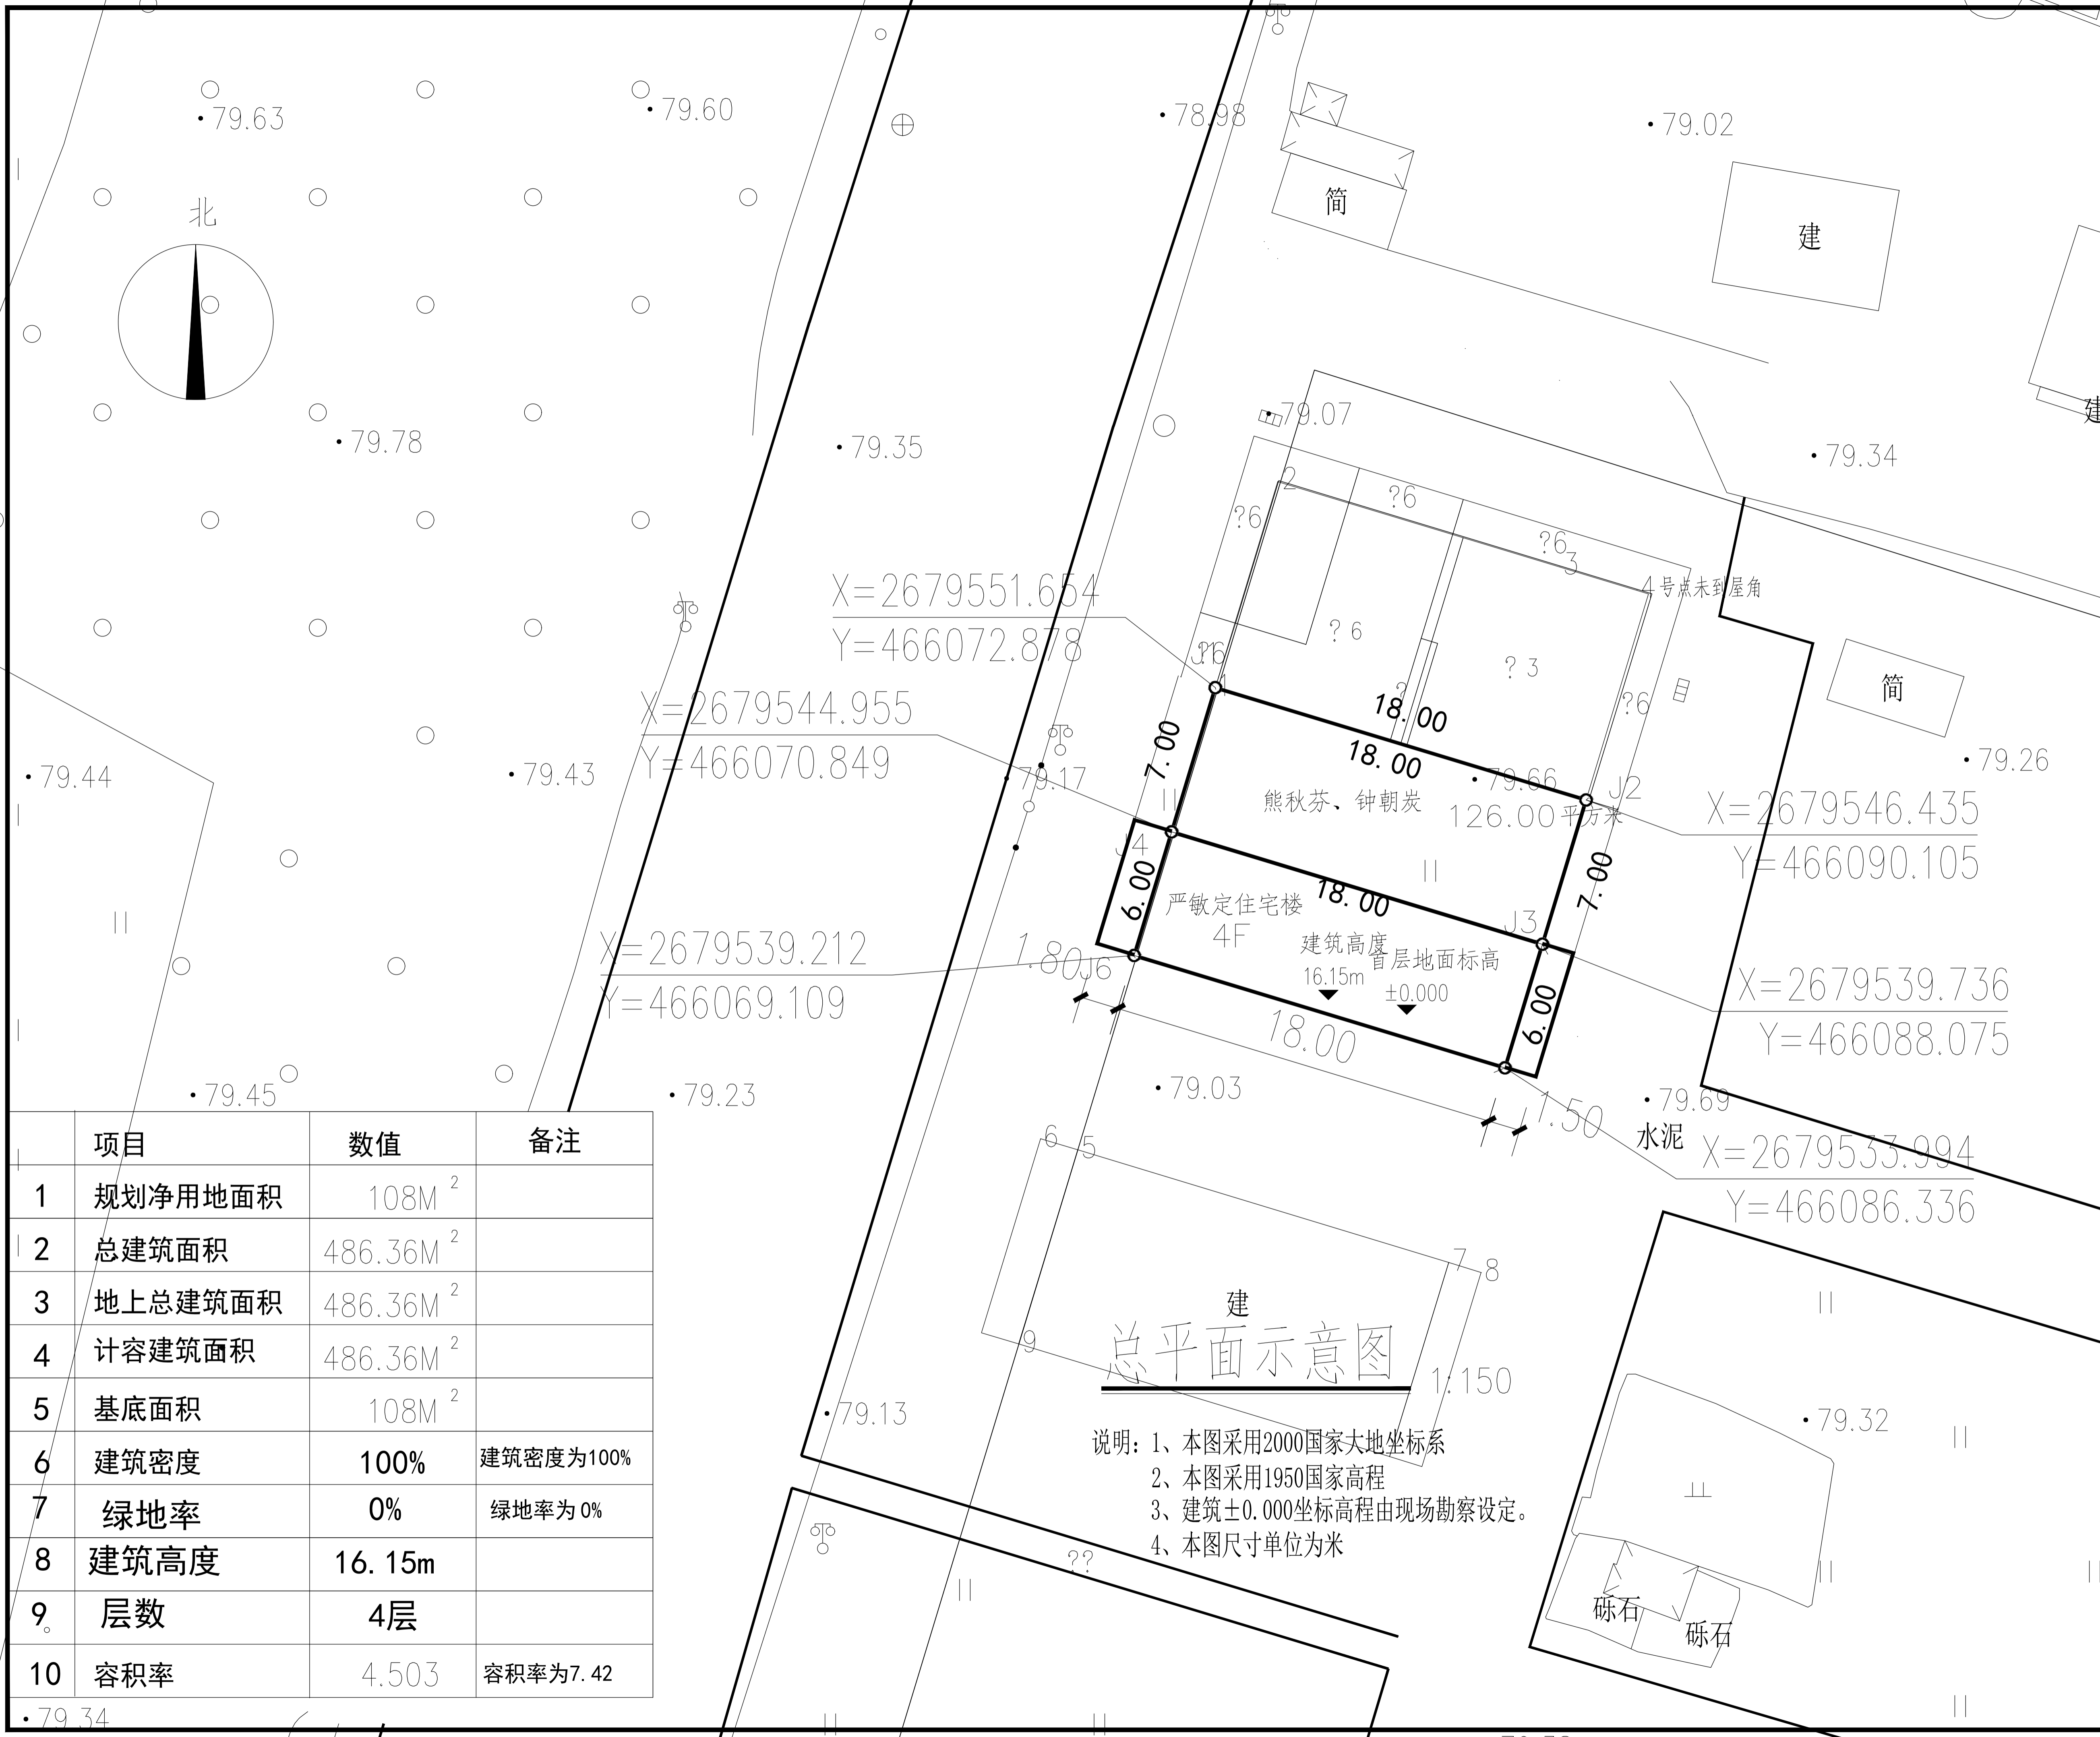 79.63
79.60
78.98
79.02
北
简
建
建
79.07
79.78
79.35
79.34
2
?6
?6
?6
3
4号点未到屋角
X=2679551.654
Y=466072.878
? 6
? 3
?6
简
X=2679544.955
Y=466070.849
18.00
18.00
7.00
79.44
79.43
79.17
79.66
79.26
J2
熊秋芬、钟朝炭
126.00平方米
X=2679546.435
Y=466090.105
J4
7.00
6.00
严敏定住宅楼
4F
18.00
J3
建筑高度
16.15m
首层地面标高
±0.000
X=2679539.212
Y=466069.109
1.80
J6
6.00
X=2679539.736
Y=466088.075
18.00
79.45
79.23
79.03
1.50
79.69
水泥
X=2679533.994
Y=466086.336
6
5
7
8
9
建
总平面示意图
1:150
79.13
79.32
说明：1、本图采用2000国家大地坐标系
2、本图采用1950国家高程
3、建筑±0.000坐标高程由现场勘察设定。
4、本图尺寸单位为米
??
砾石
砾石
项目 数值 备注
1 规划净用地面积 108M²
2 总建筑面积 486.36M²
3 地上总建筑面积 486.36M²
4 计容建筑面积 486.36M²
5 基底面积 108M²
6 建筑密度 100% 建筑密度为100%
7 绿地率 0% 绿地率为0%
8 建筑高度 16.15m
9 层数 4层
10 容积率 4.503 容积率为7.42
79.34